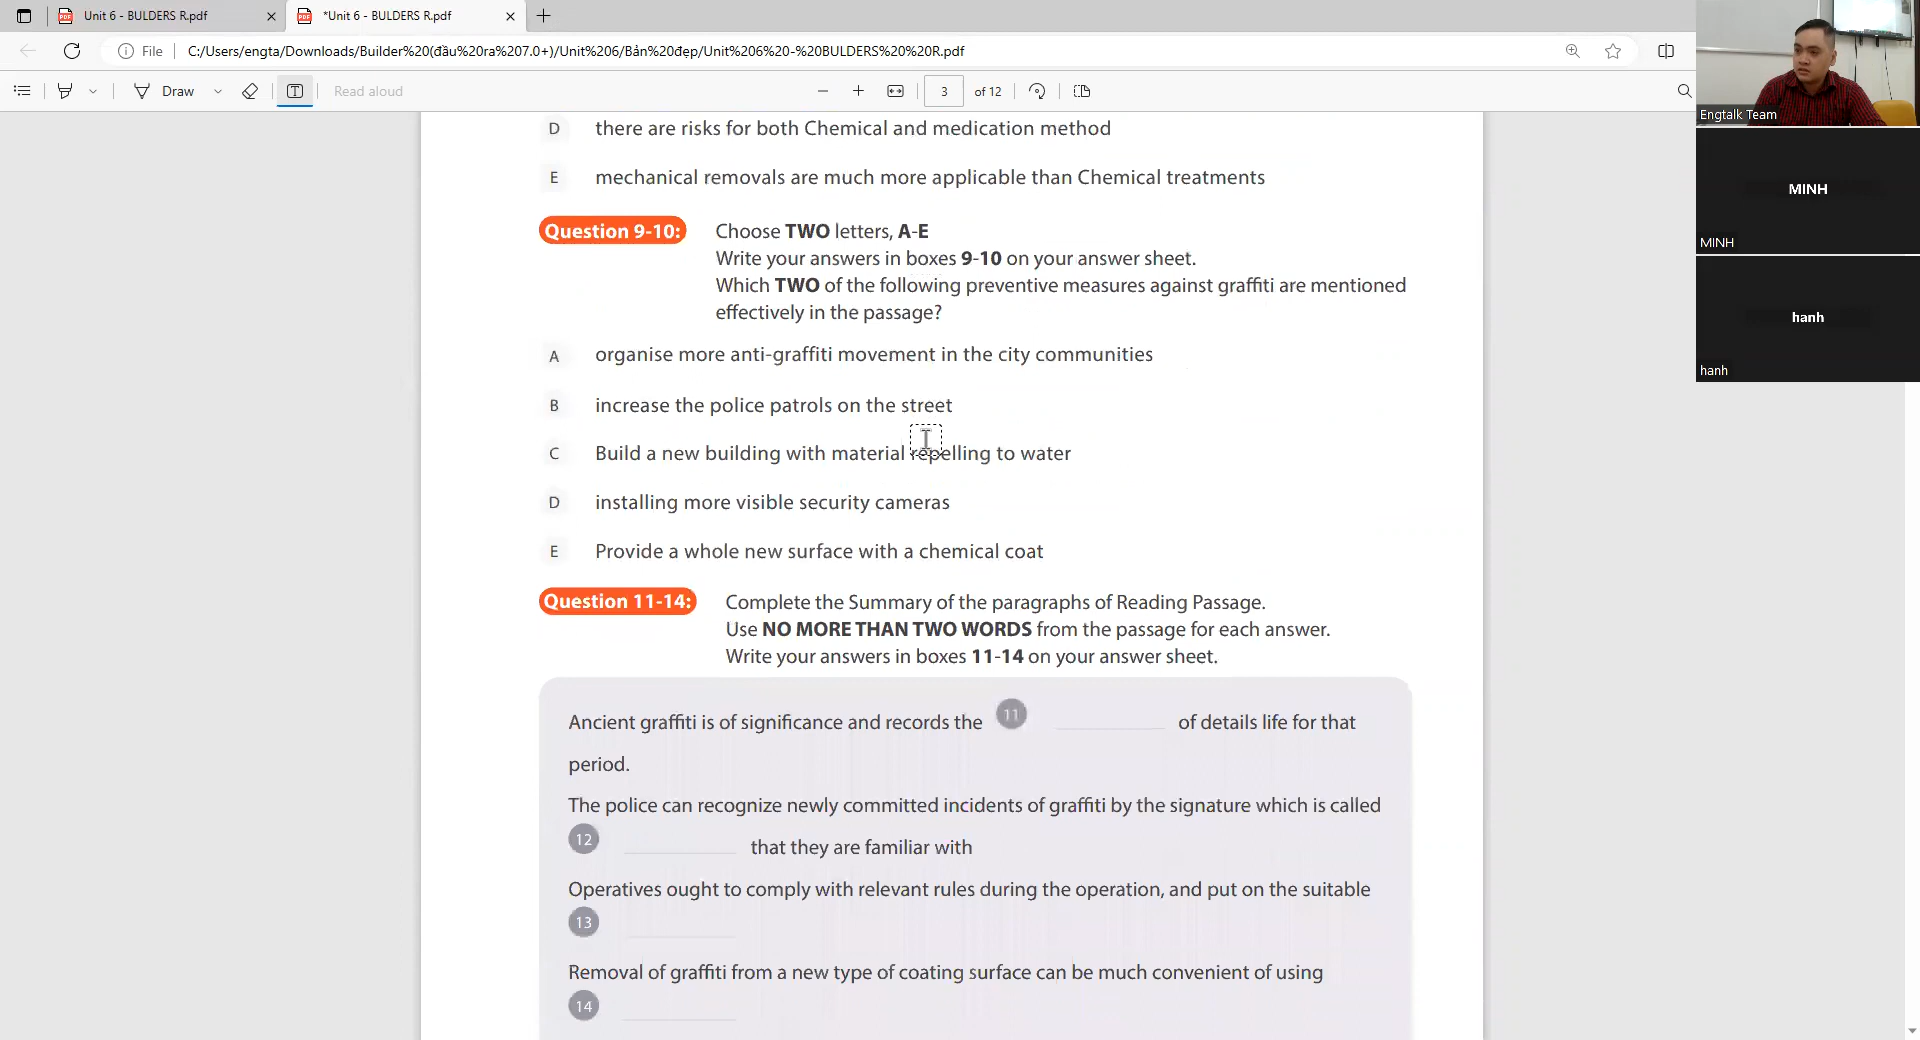 Unit 6 - BULDERS R.pdf
*Unit 6 - BULDERS R.pdf
File
C:/Users/engta/Downloads/Builder%20(đầu%20ra%207.0+)/Unit%206/Bản%20đẹp/Unit%206%20-%20BULDERS%20%20R.pdf
Draw
Read aloud
3
of 12
Engtalk Team
MINH
MINH
hanh
hanh
D there are risks for both Chemical and medication method
E mechanical removals are much more applicable than Chemical treatments
Question 9-10: Choose TWO letters, A-E
Write your answers in boxes 9-10 on your answer sheet.
Which TWO of the following preventive measures against graffiti are mentioned
effectively in the passage?
A organise more anti-graffiti movement in the city communities
B increase the police patrols on the street
C Build a new building with material repelling to water
D installing more visible security cameras
E Provide a whole new surface with a chemical coat
Question 11-14: Complete the Summary of the paragraphs of Reading Passage.
Use NO MORE THAN TWO WORDS from the passage for each answer.
Write your answers in boxes 11-14 on your answer sheet.
Ancient graffiti is of significance and records the 11 of details life for that
period.
The police can recognize newly committed incidents of graffiti by the signature which is called
12 that they are familiar with
Operatives ought to comply with relevant rules during the operation, and put on the suitable
13
Removal of graffiti from a new type of coating surface can be much convenient of using
14